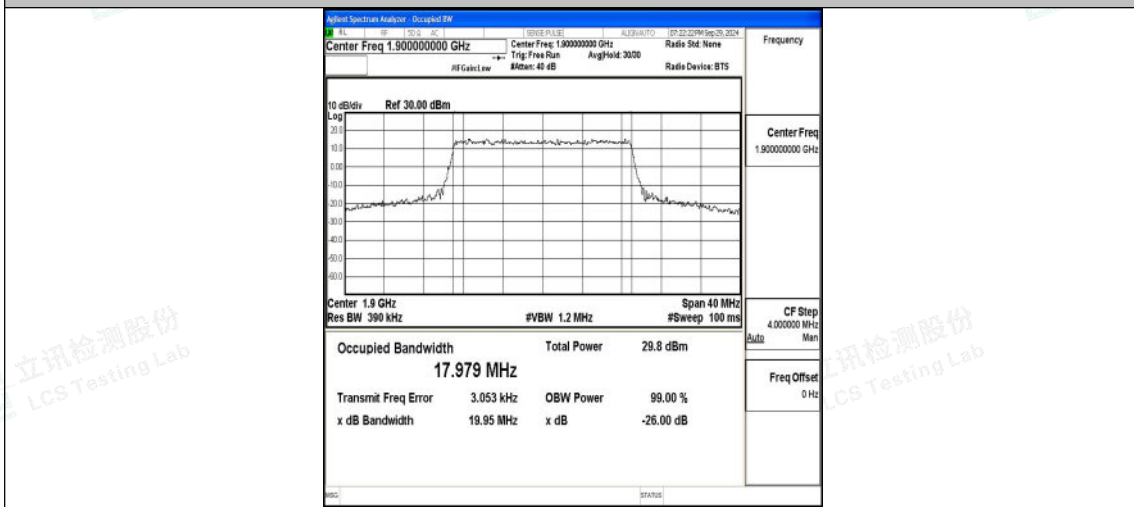 Agilent Spectrum Analyzer - Occupied BW
RL RF 50 Ω AC SENSE:PULSE ALIGNAUTO 07:22:22PM Sep 29, 2024
Center Freq 1.900000000 GHz
Center Freq: 1.900000000 GHz
Radio Std: None
Trig: Free Run
Avg|Hold: 30/30
#IFGain:Low
#Atten: 40 dB
Radio Device: BTS
Frequency
10 dB/div Ref 30.00 dBm
Log
20.0
10.0
0.00
-10.0
-20.0
-30.0
-40.0
-50.0
-60.0
Center Freq
1.900000000 GHz
Center 1.9 GHz
Span 40 MHz
Res BW 390 kHz
#VBW 1.2 MHz
#Sweep 100 ms
CF Step
4.000000 MHz
Auto Man
Occupied Bandwidth
17.979 MHz
Total Power 29.8 dBm
Transmit Freq Error 3.053 kHz
OBW Power 99.00 %
x dB Bandwidth 19.95 MHz
x dB -26.00 dB
Freq Offset
0 Hz
MSG
STATUS
立讯检测股份
LCS Testing Lab
立讯检测股份
LCS Testing Lab